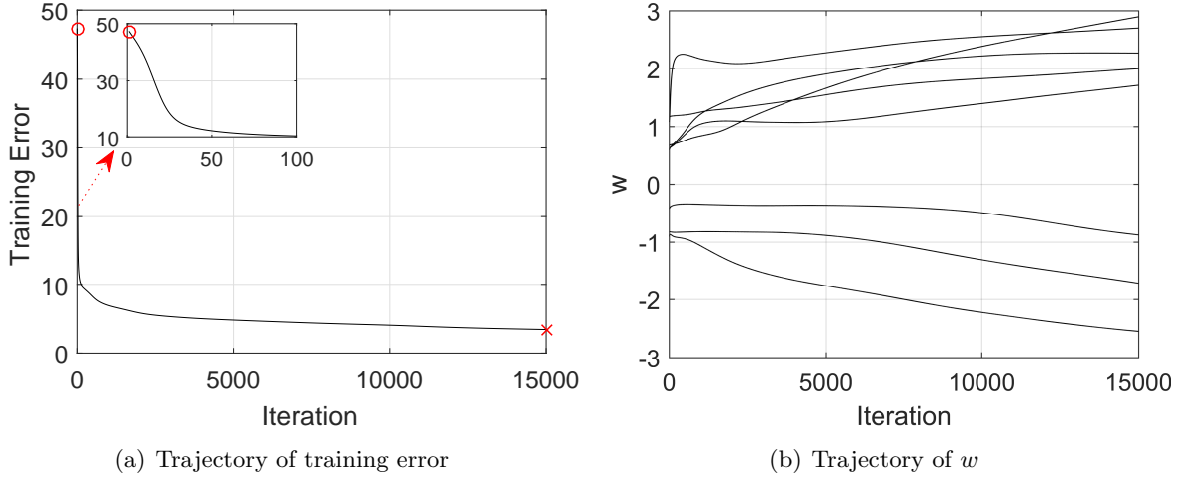 50
40
30
20
10
0
Training Error
50
30
10
0 50 100
0 5000 10000 15000
Iteration
(a) Trajectory of training error
3
2
1
0
-1
-2
-3
w
0 5000 10000 15000
Iteration
(b) Trajectory of w